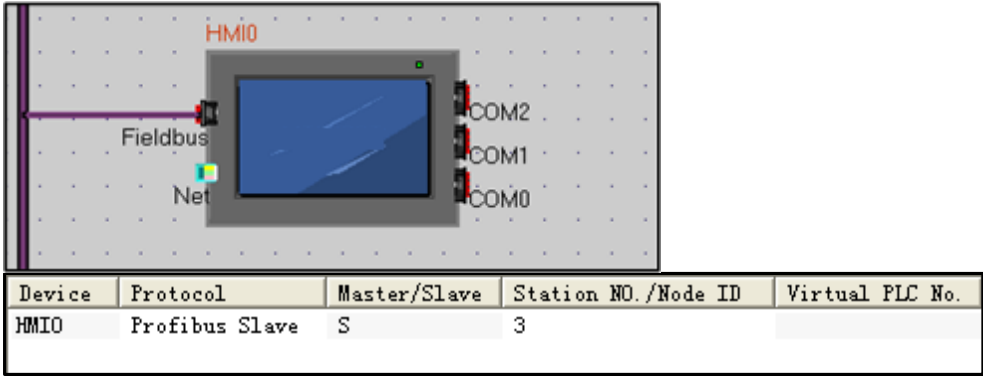 HMI0
COM2
Fieldbus
COM1
Net
COM0
Device Protocol Master/Slave Station NO./Node ID Virtual PLC No.
HMI0 Profibus Slave S 3